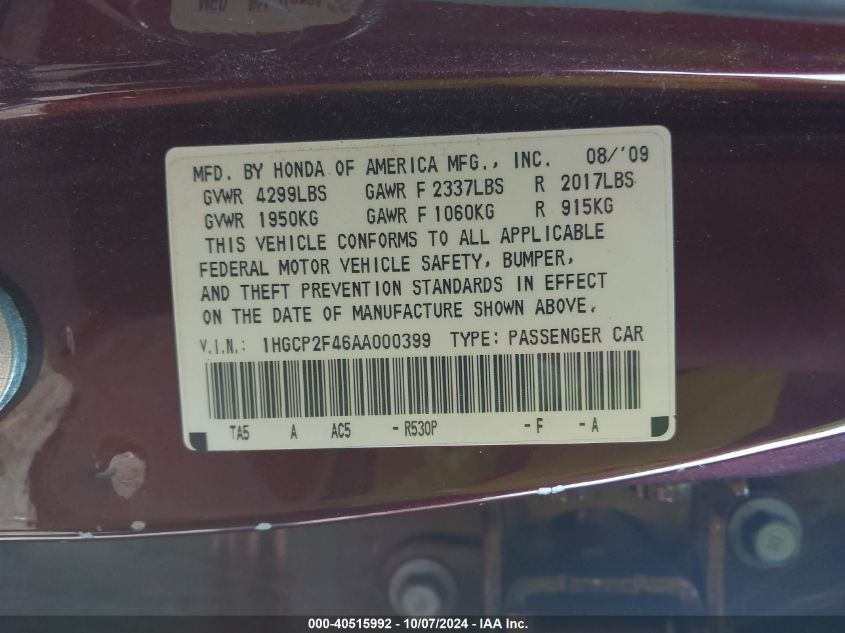 MFD. BY HONDA OF AMERICA MFG., INC. 08/'09
GVWR 4299LBS GAWR F 2337LBS R 2017LBS
GVWR 1950KG GAWR F 1060KG R 915KG
THIS VEHICLE CONFORMS TO ALL APPLICABLE
FEDERAL MOTOR VEHICLE SAFETY, BUMPER,
AND THEFT PREVENTION STANDARDS IN EFFECT
ON THE DATE OF MANUFACTURE SHOWN ABOVE.
V.I.N.: 1HGCP2F46AA000399 TYPE: PASSENGER CAR
TA5 A AC5 - R530P - F - A
000-40515992 - 10/07/2024 - IAA Inc.